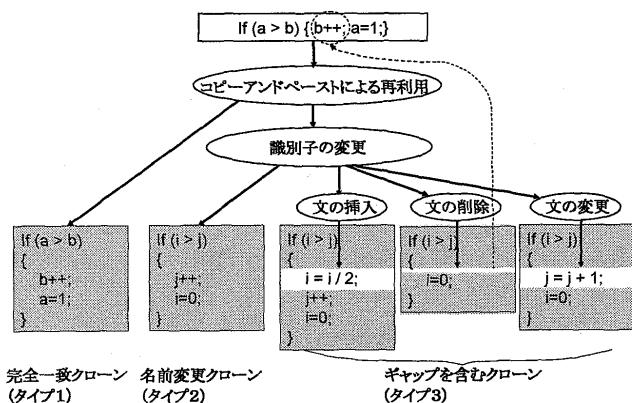 If (a > b) { b++; a=1;}
コピーアンドペーストによる再利用
識別子の変更
文の挿入
文の削除
文の変更
If (a > b)
{
b++;
a=1;
}
If (i > j)
{
j++;
i=0;
}
If (i > j)
{
i = i / 2;
j++;
i=0;
}
If (i > j)
{
i=0;
}
If (i > j)
{
j = j + 1;
i=0;
}
完全一致クローン
(タイプ1)
名前変更クローン
(タイプ2)
ギャップを含むクローン
(タイプ3)